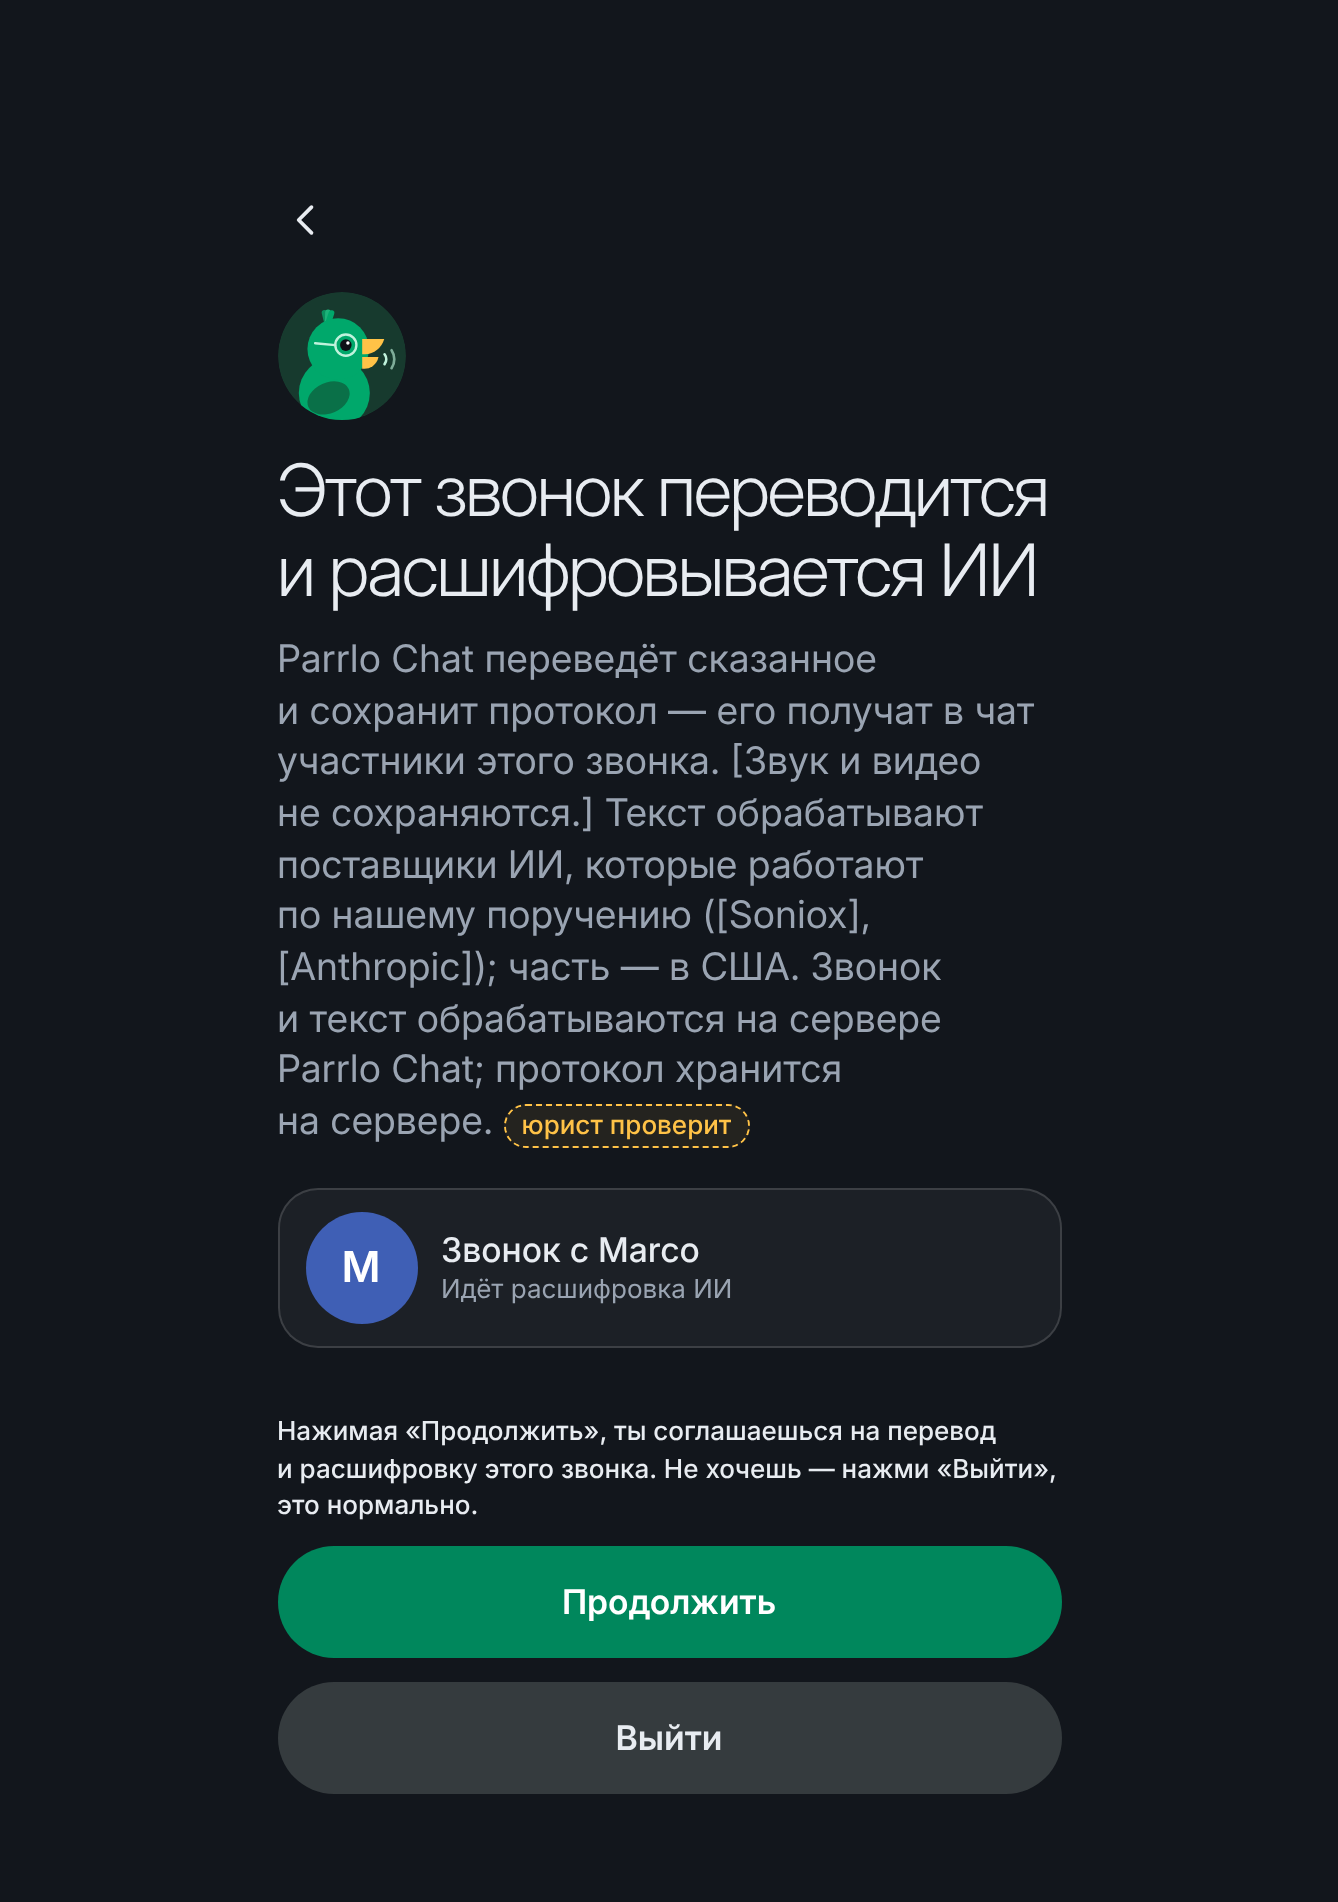 Этот звонок переводится
и расшифровывается ИИ
Parrlo Chat переведёт сказанное
и сохранит протокол — его получат в чат
участники этого звонка. [Звук и видео
не сохраняются.] Текст обрабатывают
поставщики ИИ, которые работают
по нашему поручению ([Soniox],
[Anthropic]); часть — в США. Звонок
и текст обрабатываются на сервере
Parrlo Chat; протокол хранится
на сервере. юрист проверит
M
Звонок с Marco
Идёт расшифровка ИИ
Нажимая «Продолжить», ты соглашаешься на перевод
и расшифровку этого звонка. Не хочешь — нажми «Выйти»,
это нормально.
Продолжить
Выйти